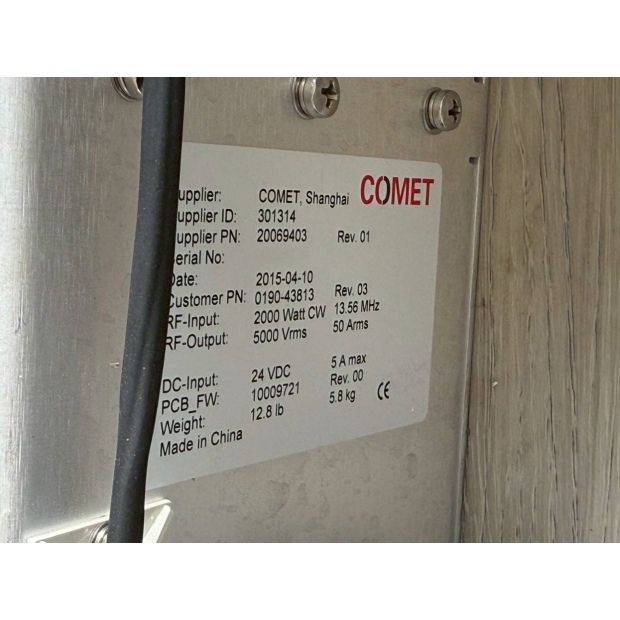 COMET
upplier: COMET, Shanghai
upplier ID: 301314
upplier PN: 20069403 Rev. 01
erial No:
ate: 2015-04-10
ustomer PN: 0190-43813 Rev. 03
RF-Input: 2000 Watt CW 13.56 MHz
RF-Output: 5000 Vrms 50 Arms
DC-Input: 24 VDC 5 A max
PCB_FW: 10009721 Rev. 00
Weight: 12.8 lb 5.8 kg CE
Made in China